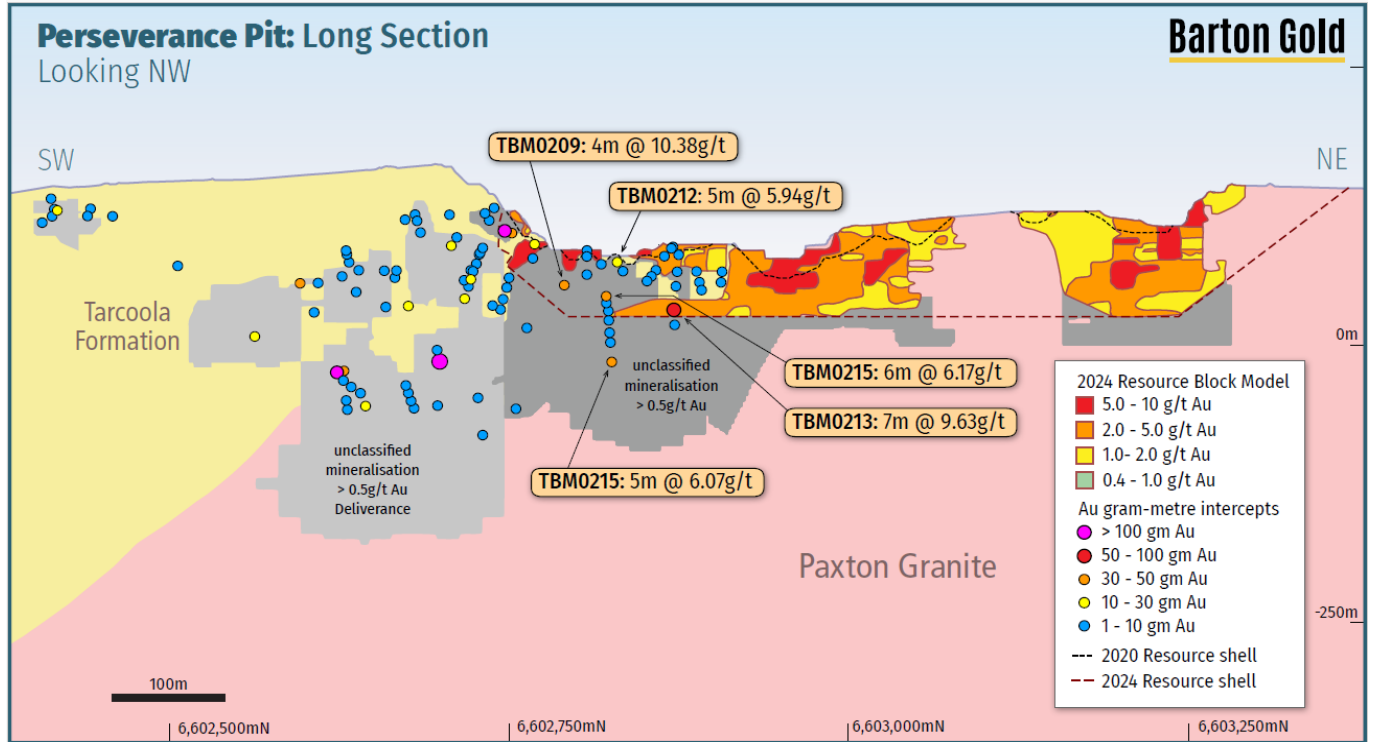 Perseverance Pit: Long Section
Looking NW
Barton Gold
SW
NE
TBM0209: 4m @ 10.38g/t
TBM0212: 5m @ 5.94g/t
Tarcoola
Formation
0m
unclassified
mineralisation
> 0.5g/t Au
TBM0215: 6m @ 6.17g/t
TBM0213: 7m @ 9.63g/t
unclassified
mineralisation
> 0.5g/t Au
Deliverance
TBM0215: 5m @ 6.07g/t
Paxton Granite
2024 Resource Block Model
5.0 - 10 g/t Au
2.0 - 5.0 g/t Au
1.0- 2.0 g/t Au
0.4 - 1.0 g/t Au
Au gram-metre intercepts
> 100 gm Au
50 - 100 gm Au
30 - 50 gm Au
10 - 30 gm Au
1 - 10 gm Au
2020 Resource shell
2024 Resource shell
-250m
100m
6,602,500mN
6,602,750mN
6,603,000mN
6,603,250mN